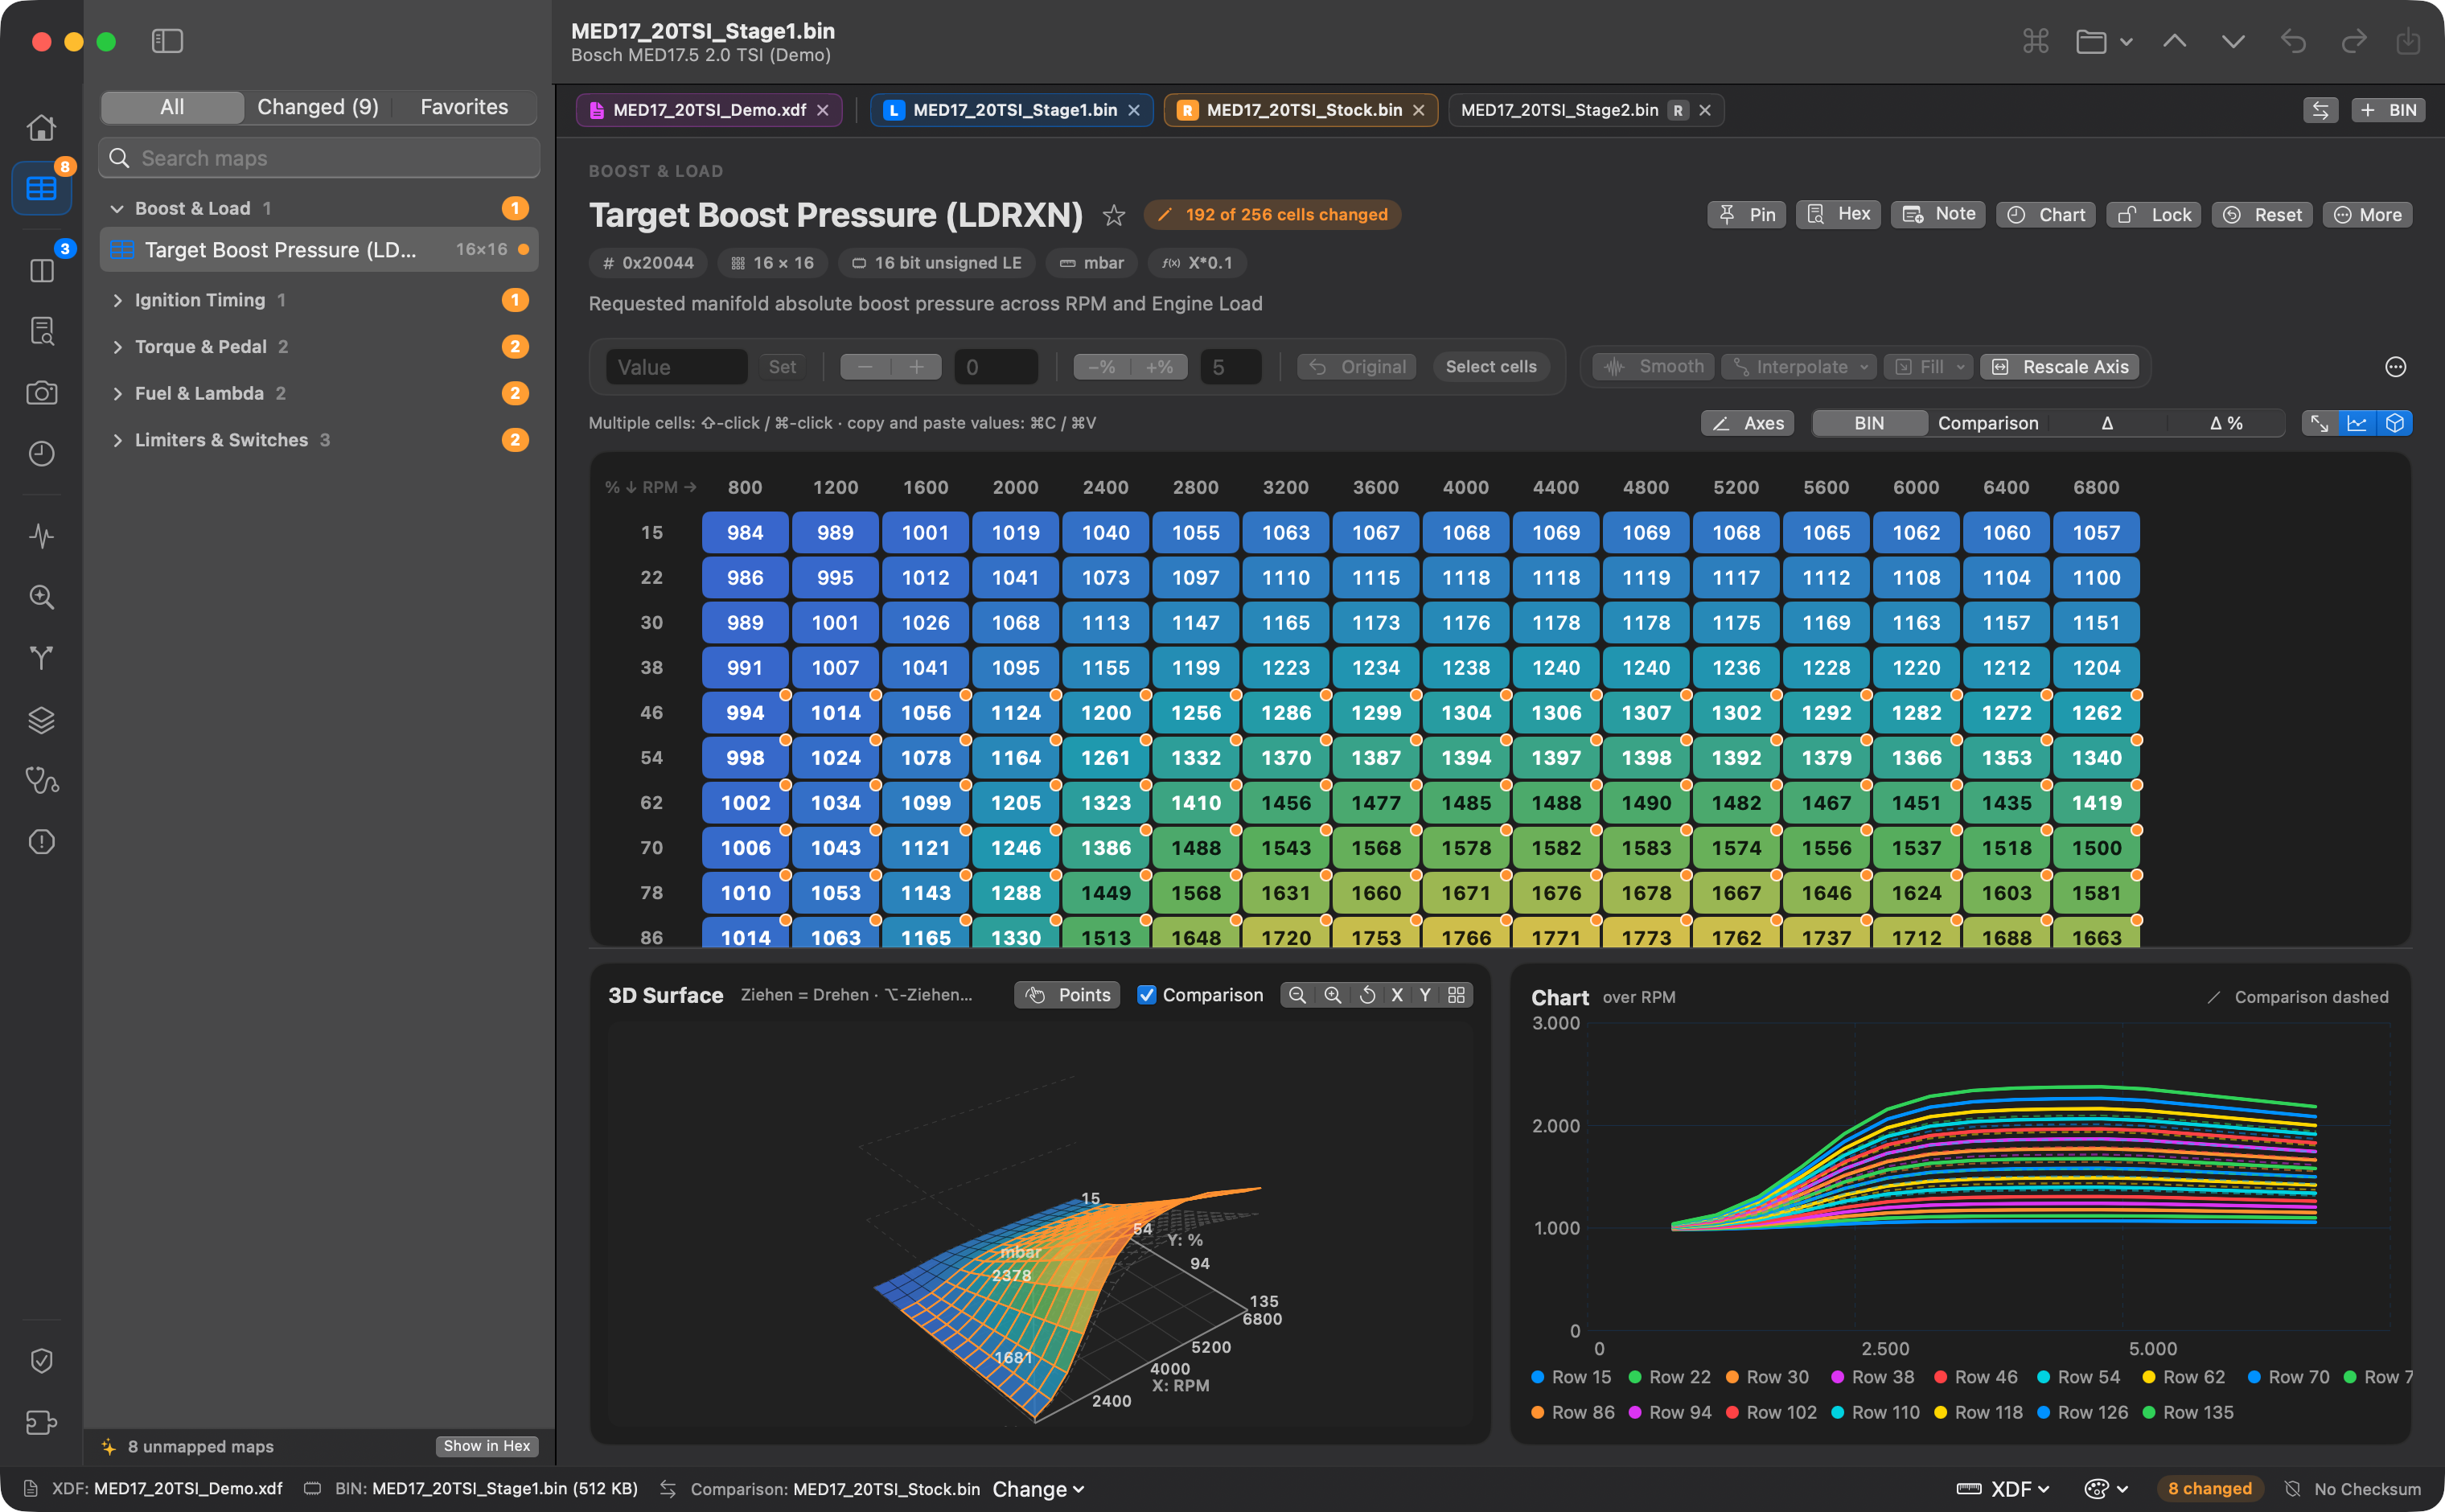 MED17_20TSI_Stage1.bin
Bosch MED17.5 2.0 TSI (Demo)
All Changed (9) Favorites
MED17_20TSI_Demo.xdf L MED17_20TSI_Stage1.bin R MED17_20TSI_Stock.bin MED17_20TSI_Stage2.bin R + BIN
Search maps
8
Boost & Load 1 1
Target Boost Pressure (LD... 16×16
3
Ignition Timing 1 1
Torque & Pedal 2 2
Fuel & Lambda 2 2
Limiters & Switches 3 2
BOOST & LOAD
Target Boost Pressure (LDRXN) 192 of 256 cells changed
Pin Hex Note Chart Lock Reset More
# 0x20044 16 × 16 16 bit unsigned LE mbar f(x) X*0.1
Requested manifold absolute boost pressure across RPM and Engine Load
Value Set − + 0 −% +% 5 Original Select cells Smooth Interpolate Fill Rescale Axis
Multiple cells: ⇧-click / ⌘-click · copy and paste values: ⌘C / ⌘V
Axes BIN Comparison Δ Δ %
% ↓ RPM → 800 1200 1600 2000 2400 2800 3200 3600 4000 4400 4800 5200 5600 6000 6400 6800
15 984 989 1001 1019 1040 1055 1063 1067 1068 1069 1069 1068 1065 1062 1060 1057
22 986 995 1012 1041 1073 1097 1110 1115 1118 1118 1119 1117 1112 1108 1104 1100
30 989 1001 1026 1068 1113 1147 1165 1173 1176 1178 1178 1175 1169 1163 1157 1151
38 991 1007 1041 1095 1155 1199 1223 1234 1238 1240 1240 1236 1228 1220 1212 1204
46 994 1014 1056 1124 1200 1256 1286 1299 1304 1306 1307 1302 1292 1282 1272 1262
54 998 1024 1078 1164 1261 1332 1370 1387 1394 1397 1398 1392 1379 1366 1353 1340
62 1002 1034 1099 1205 1323 1410 1456 1477 1485 1488 1490 1482 1467 1451 1435 1419
70 1006 1043 1121 1246 1386 1488 1543 1568 1578 1582 1583 1574 1556 1537 1518 1500
78 1010 1053 1143 1288 1449 1568 1631 1660 1671 1676 1678 1667 1646 1624 1603 1581
86 1014 1063 1165 1330 1513 1648 1720 1753 1766 1771 1773 1762 1737 1712 1688 1663
3D Surface Ziehen = Drehen · ⌥-Ziehen... Points Comparison X Y
15
54
Y: %
mbar
94
2378
135
6800
5200
1681
4000
X: RPM
2400
Chart over RPM Comparison dashed
3.000
2.000
1.000
0
0 2.500 5.000
Row 15 Row 22 Row 30 Row 38 Row 46 Row 54 Row 62 Row 70 Row 7
Row 86 Row 94 Row 102 Row 110 Row 118 Row 126 Row 135
8 unmapped maps Show in Hex
XDF: MED17_20TSI_Demo.xdf BIN: MED17_20TSI_Stage1.bin (512 KB) Comparison: MED17_20TSI_Stock.bin Change XDF 8 changed No Checksum